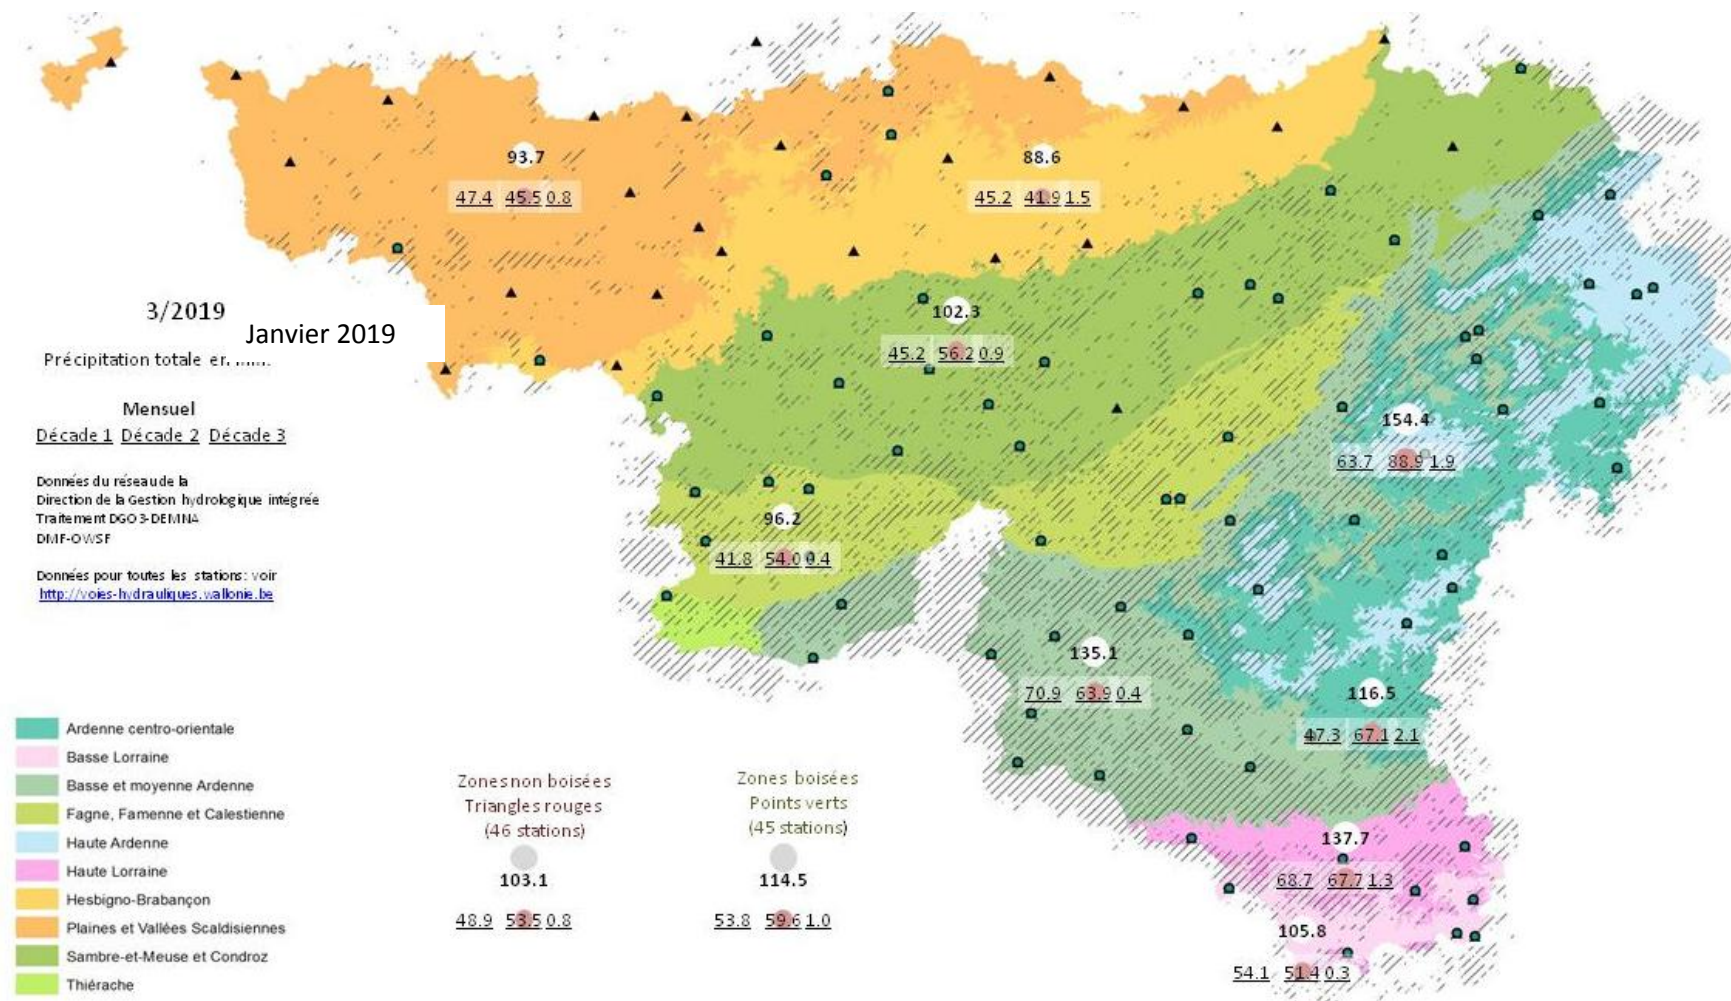 93.7
47.4 45.5 0.8
88.6
45.2 41.9 1.5
3/2019
Janvier 2019
Précipitation totale en
102.3
45.2 56.2 0.9
Mensuel
Décade 1 Décade 2 Décade 3
154.4
63.7 88.9 1.9
Données du réseau de la
Direction de la Gestion hydrologique intégrée
Traitement DGO3-DEMNA
DMF-OWSF
96.2
41.8 54.0 0.4
Données pour toutes les stations: voir
http://voies-hydrauliques.wallonie.be
135.1
70.9 63.9 0.4
116.5
47.3 67.1 2.1
Ardenne centro-orientale
Basse Lorraine
Basse et moyenne Ardenne
Fagne, Famenne et Calestienne
Haute Ardenne
Haute Lorraine
Hesbigno-Brabançon
Plaines et Vallées Scaldisiennes
Sambre-et-Meuse et Condroz
Thiérache
Zones non boisées
Triangles rouges
(46 stations)
103.1
48.9 53.5 0.8
Zones boisées
Points verts
(45 stations)
114.5
53.8 59.6 1.0
137.7
68.7 67.7 1.3
105.8
54.1 51.4 0.3